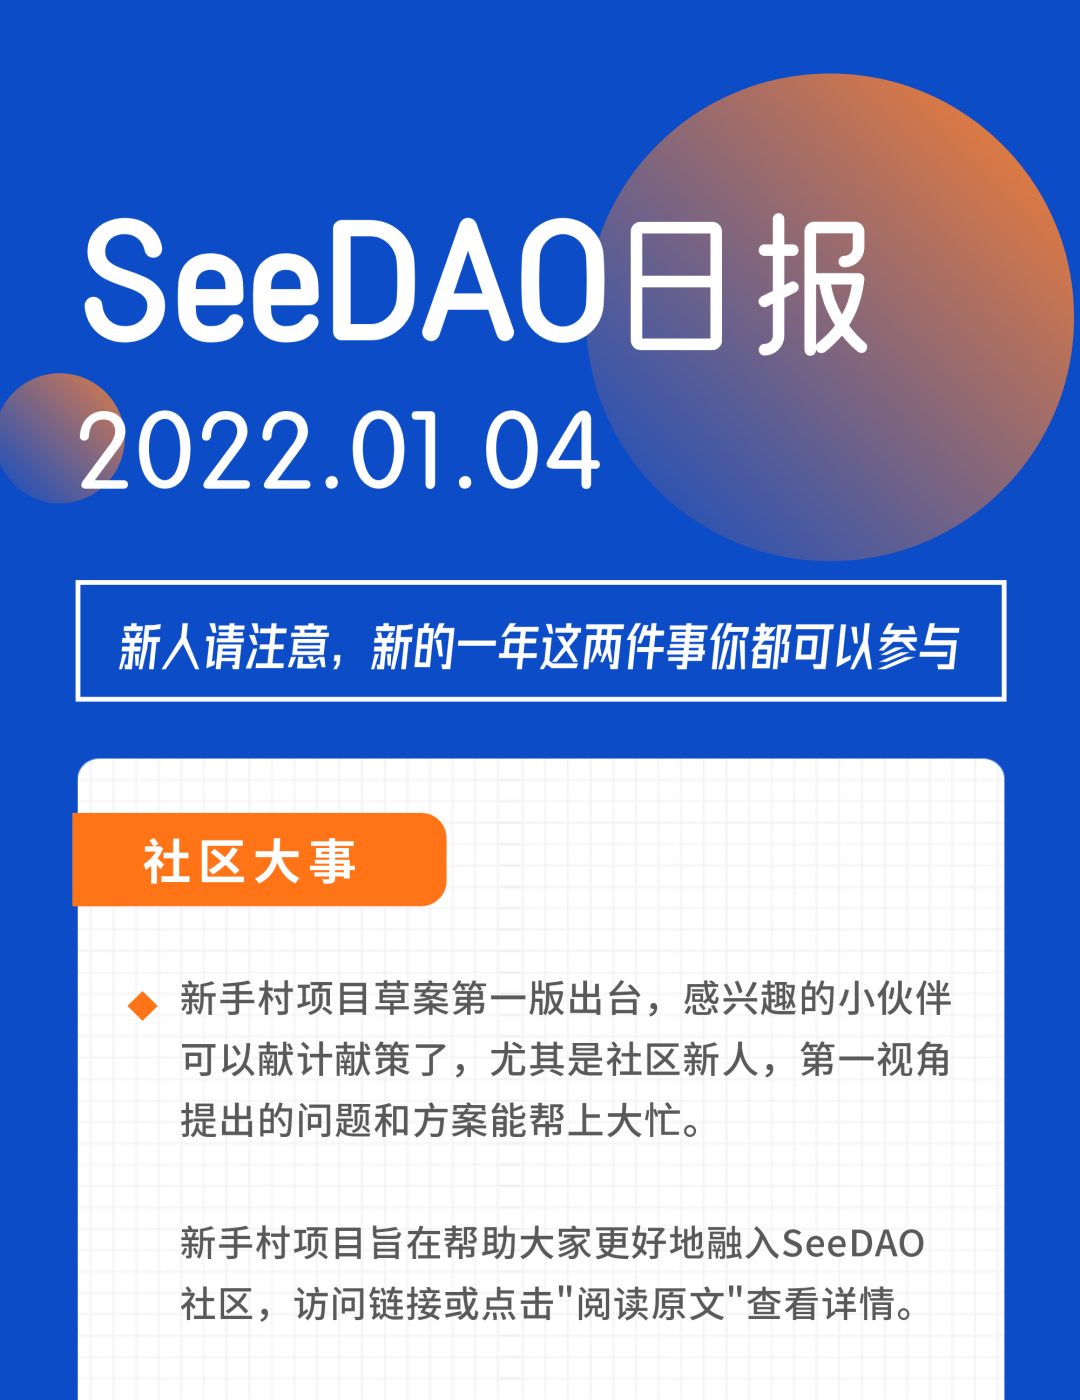 SeeDAO日报
2022.01.04
新人请注意，新的一年这两件事你都可以参与
社区大事
新手村项目草案第一版出台，感兴趣的小伙伴
可以献计献策了，尤其是社区新人，第一视角
提出的问题和方案能帮上大忙。
新手村项目旨在帮助大家更好地融入SeeDAO
社区，访问链接或点击"阅读原文"查看详情。